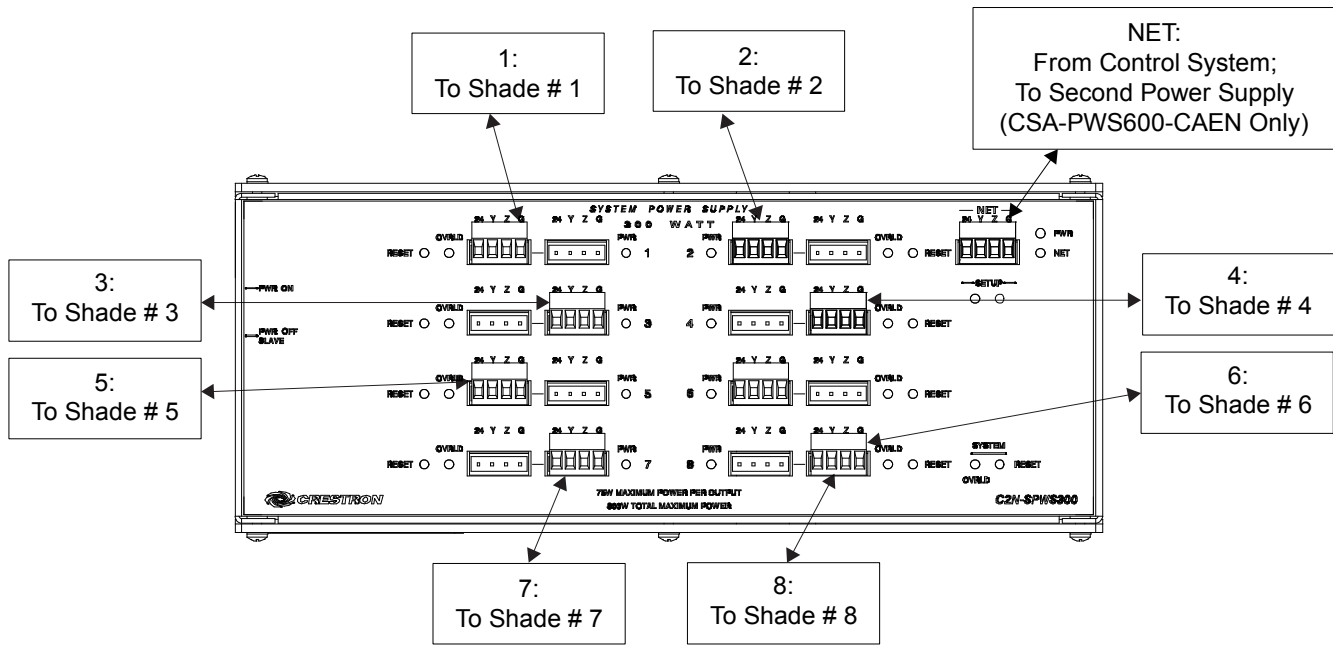 1:
To Shade # 1
2:
To Shade # 2
NET:
From Control System;
To Second Power Supply
(CSA-PWS600-CAEN Only)
SYSTEM POWER SUPPLY
300 WATT
24 Y Z G 24 Y Z G 24 Y Z G 24 Y Z G
NET
24 Y Z G
RESET OVRLD PWR 1 2 PWR OVRLD RESET
PWR
NET
SETUP
3:
To Shade # 3
PWR ON
24 Y Z G 24 Y Z G 24 Y Z G 24 Y Z G
RESET OVRLD PWR 3 4 PWR OVRLD RESET
4:
To Shade # 4
PWR OFF
SLAVE
5:
To Shade # 5
24 Y Z G 24 Y Z G 24 Y Z G 24 Y Z G
RESET OVRLD PWR 5 6 PWR OVRLD RESET
6:
To Shade # 6
24 Y Z G 24 Y Z G 24 Y Z G 24 Y Z G
RESET OVRLD PWR 7 8 PWR OVRLD RESET
SYSTEM
RESET
OVRLD
CRESTRON
75W MAXIMUM POWER PER OUTPUT
300W TOTAL MAXIMUM POWER
C2N-SPWS300
7:
To Shade # 7
8:
To Shade # 8